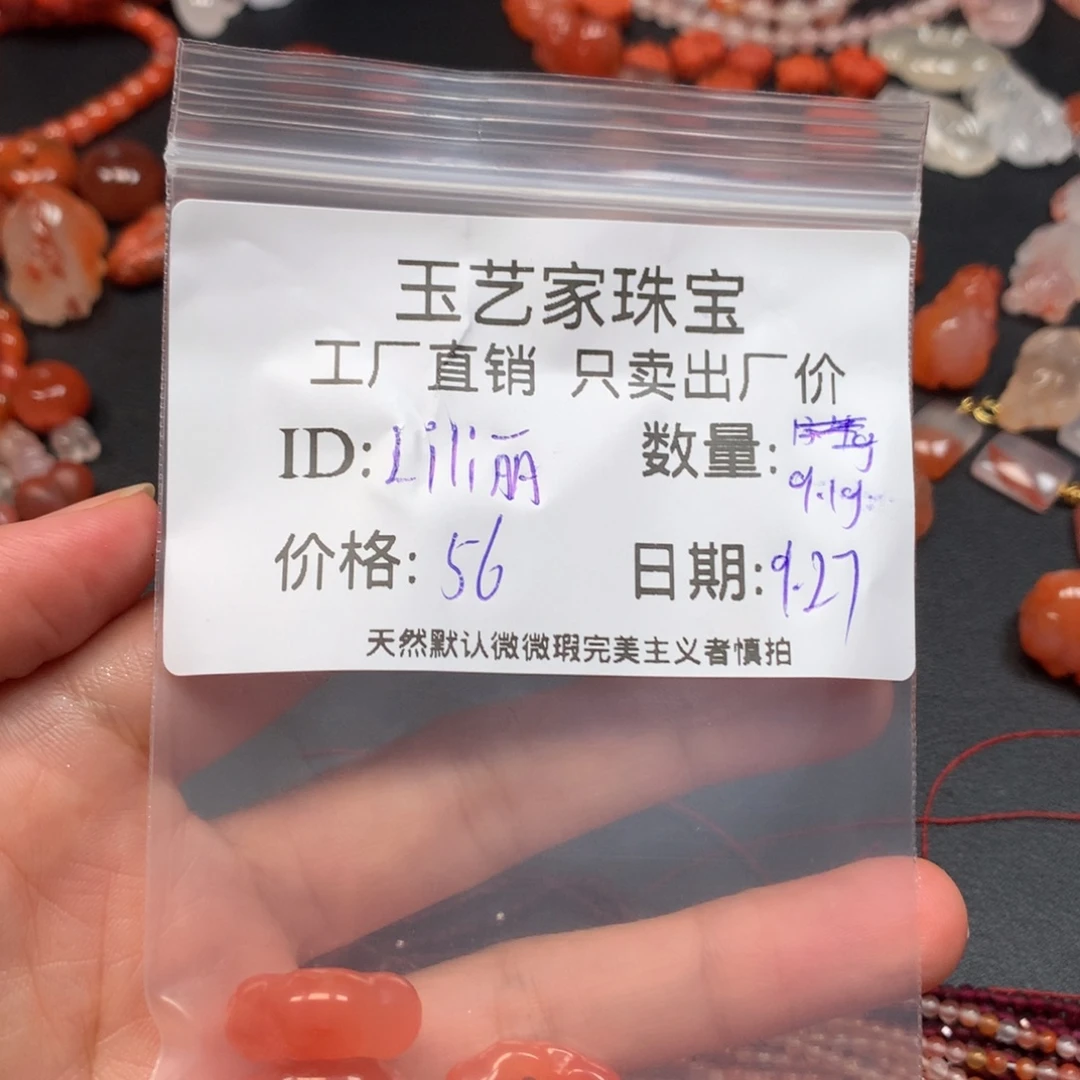 玉艺家珠宝
工厂直销 只卖出厂价
ID:Lili丽 数量:
9.1g
价格:56 日期:9.27
天然默认微微瑕完美主义者慎拍